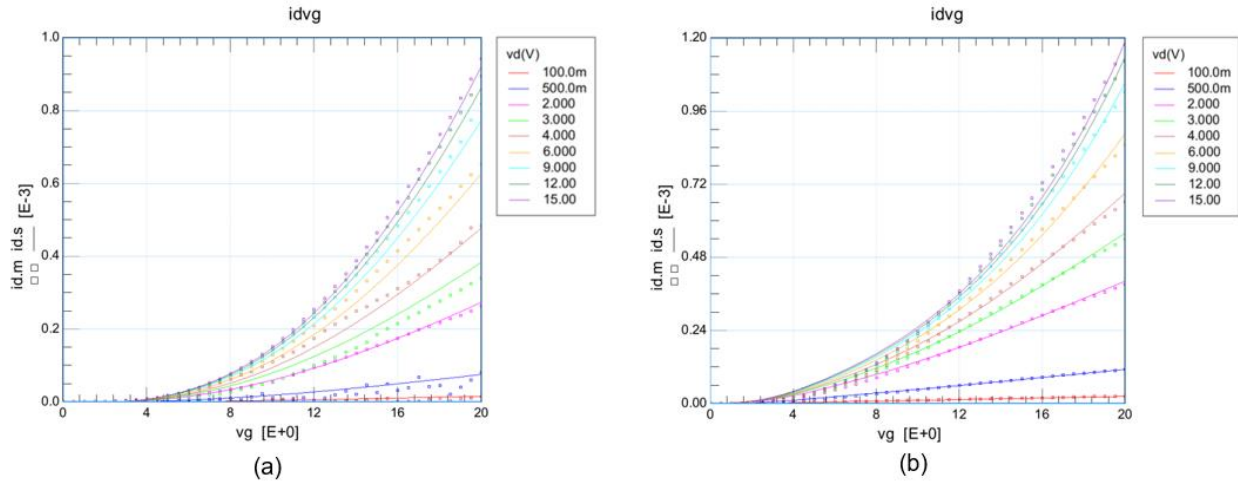 idvg
1.0
0.8
0.6
0.4
0.2
0.0
id.m id.s [E-3]
0
4
8
12
16
20
vg [E+0]
vd(V)
100.0m
500.0m
2.000
3.000
4.000
6.000
9.000
12.00
15.00
(a)
idvg
1.20
0.96
0.72
0.48
0.24
0.00
id.m id.s [E-3]
0
4
8
12
16
20
vg [E+0]
vd(V)
100.0m
500.0m
2.000
3.000
4.000
6.000
9.000
12.00
15.00
(b)